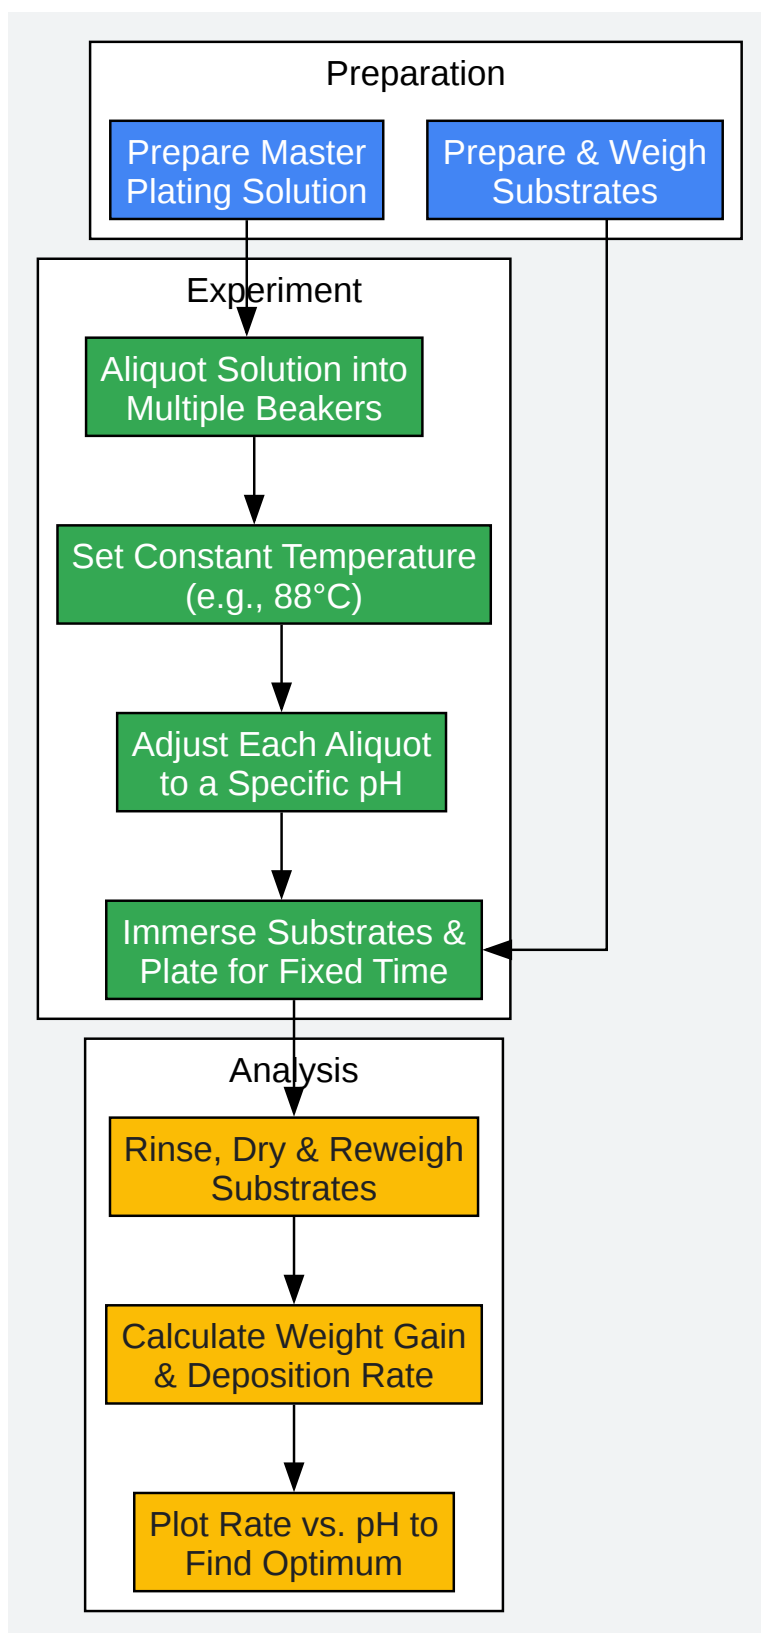 Preparation
Prepare Master
Plating Solution
Prepare & Weigh
Substrates
Experiment
Aliquot Solution into
Multiple Beakers
Set Constant Temperature
(e.g., 88°C)
Adjust Each Aliquot
to a Specific pH
Immerse Substrates &
Plate for Fixed Time
Analysis
Rinse, Dry & Reweigh
Substrates
Calculate Weight Gain
& Deposition Rate
Plot Rate vs. pH to
Find Optimum